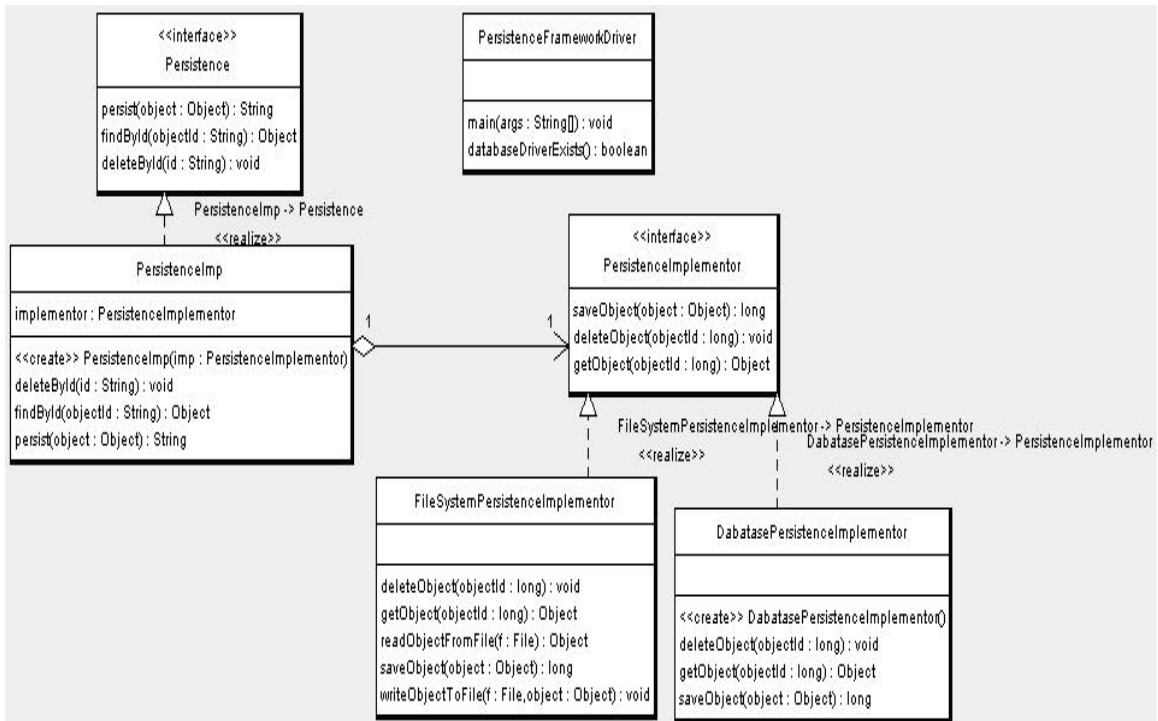 <<interface>>
Persistence
persist(object : Object) : String
findById(objectId : String) : Object
deleteById(id : String) : void
PersistenceFrameworkDriver
main(args : String[]) : void
databaseDriverExists() : boolean
PersistenceImp -> Persistence
<<realize>>
PersistenceImp
implementor : PersistenceImplementor
<<create>> PersistenceImp(imp : PersistenceImplementor)
deleteById(id : String) : void
findById(objectId : String) : Object
persist(object : Object) : String
1
1
<<interface>>
PersistenceImplementor
saveObject(object : Object) : long
deleteObject(objectId : long) : void
getObject(objectId : long) : Object
FileSystemPersistenceImplementor -> PersistenceImplementor
<<realize>>
DabatasePersistenceImplementor -> PersistenceImplementor
<<realize>>
FileSystemPersistenceImplementor
deleteObject(objectId : long) : void
getObject(objectId : long) : Object
readObjectFromFile(f : File) : Object
saveObject(object : Object) : long
writeObjectToFile(f : File,object : Object) : void
DabatasePersistenceImplementor
<<create>> DabatasePersistenceImplementor()
deleteObject(objectId : long) : void
getObject(objectId : long) : Object
saveObject(object : Object) : long